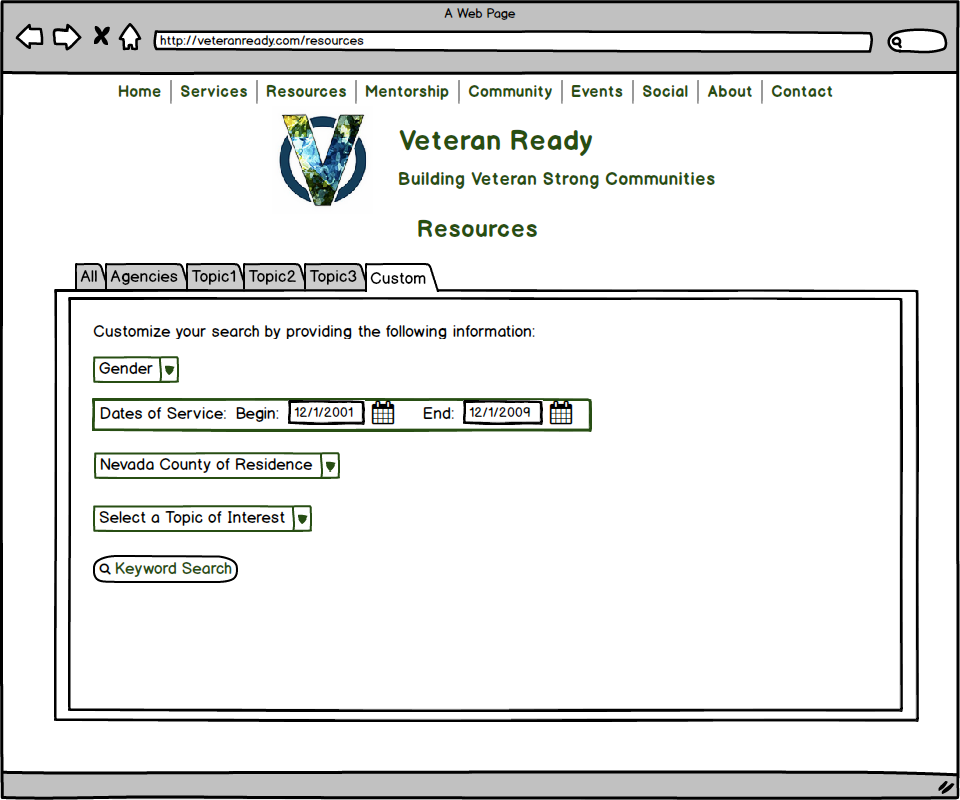 A Web Page
http://veteranready.com/resources
Home Services Resources Mentorship Community Events Social About Contact
Veteran Ready
Building Veteran Strong Communities
Resources
All Agencies Topic1 Topic2 Topic3 Custom
Customize your search by providing the following information:
Gender
Dates of Service: Begin: 12/1/2001 End: 12/1/2009
Nevada County of Residence
Select a Topic of Interest
Keyword Search